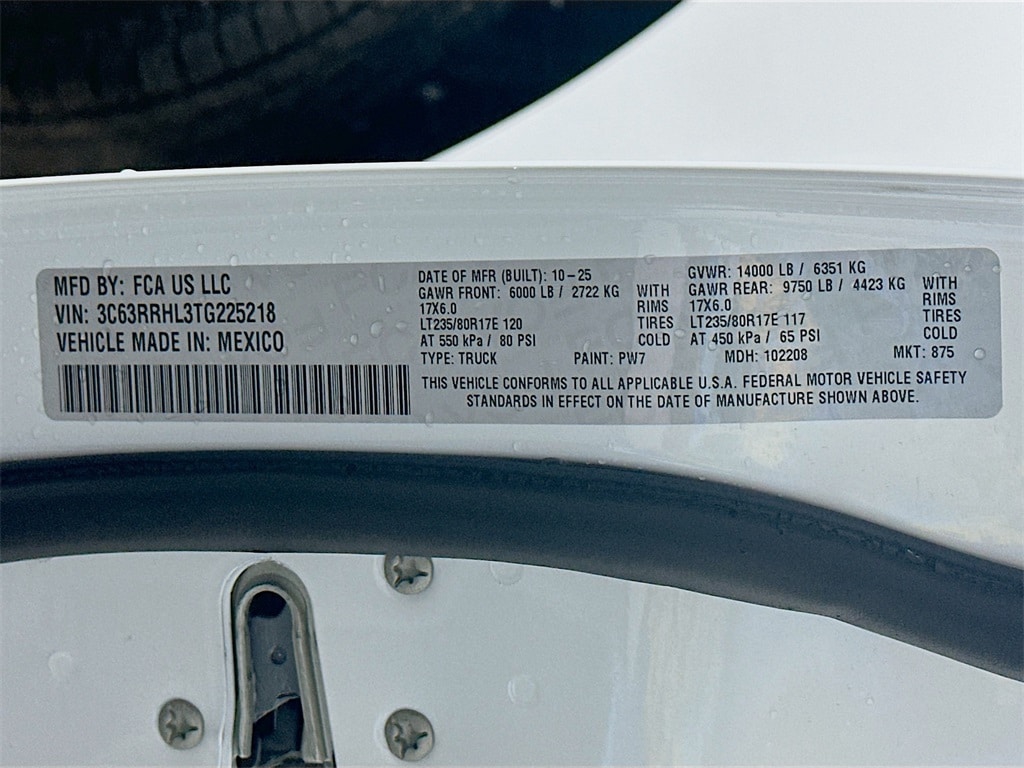 MFD BY: FCA US LLC
VIN: 3C63RRHL3TG225218
VEHICLE MADE IN: MEXICO
DATE OF MFR (BUILT): 10-25
GAWR FRONT: 6000 LB / 2722 KG WITH
17X6.0 RIMS
LT235/80R17E 120 TIRES
AT 550 kPa / 80 PSI COLD
TYPE: TRUCK PAINT: PW7
GVWR: 14000 LB / 6351 KG
GAWR REAR: 9750 LB / 4423 KG WITH
17X6.0 RIMS
LT235/80R17E 117 TIRES
AT 450 kPa / 65 PSI COLD
MDH: 102208 MKT: 875
THIS VEHICLE CONFORMS TO ALL APPLICABLE U.S.A. FEDERAL MOTOR VEHICLE SAFETY
STANDARDS IN EFFECT ON THE DATE OF MANUFACTURE SHOWN ABOVE.